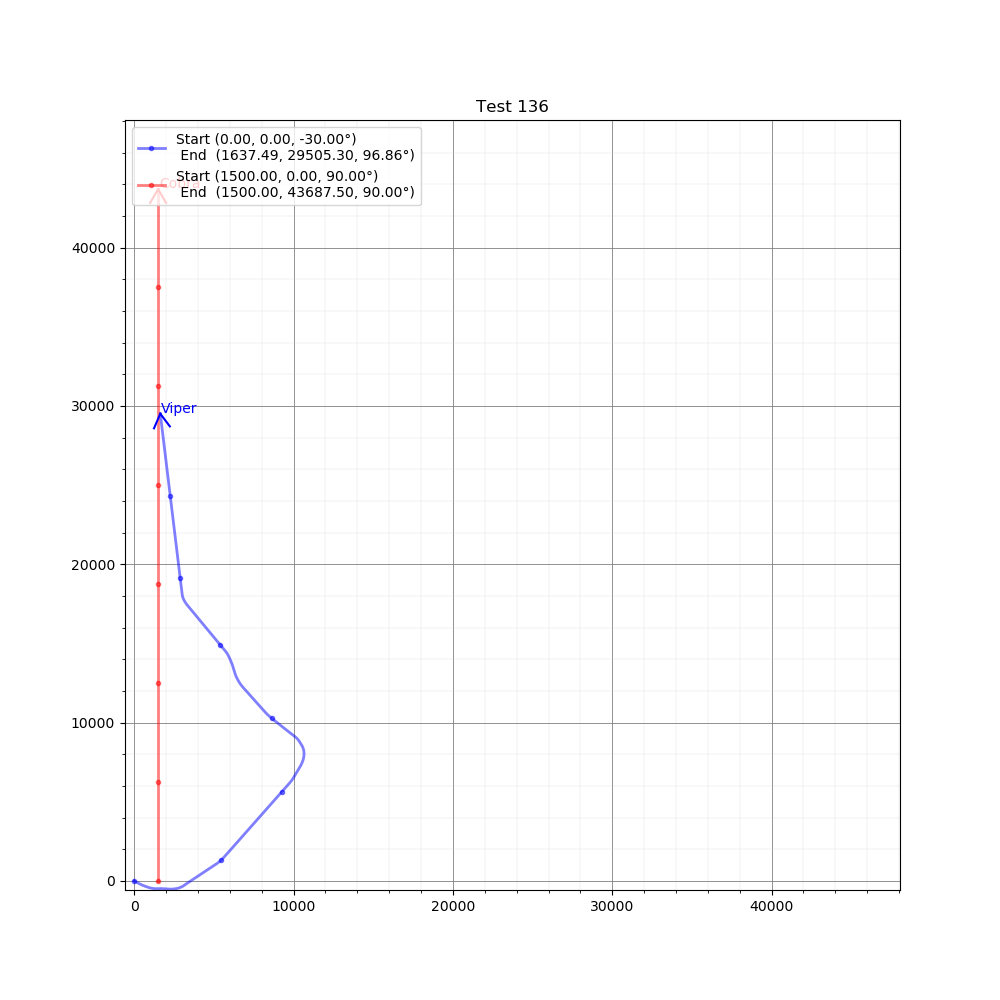 Test 136
Start (0.00, 0.00, -30.00°)
End (1637.49, 29505.30, 96.86°)
Start (1500.00, 0.00, 90.00°)
End (1500.00, 43687.50, 90.00°)
Cobra
40000
Viper
30000
20000
10000
0
0 10000 20000 30000 40000